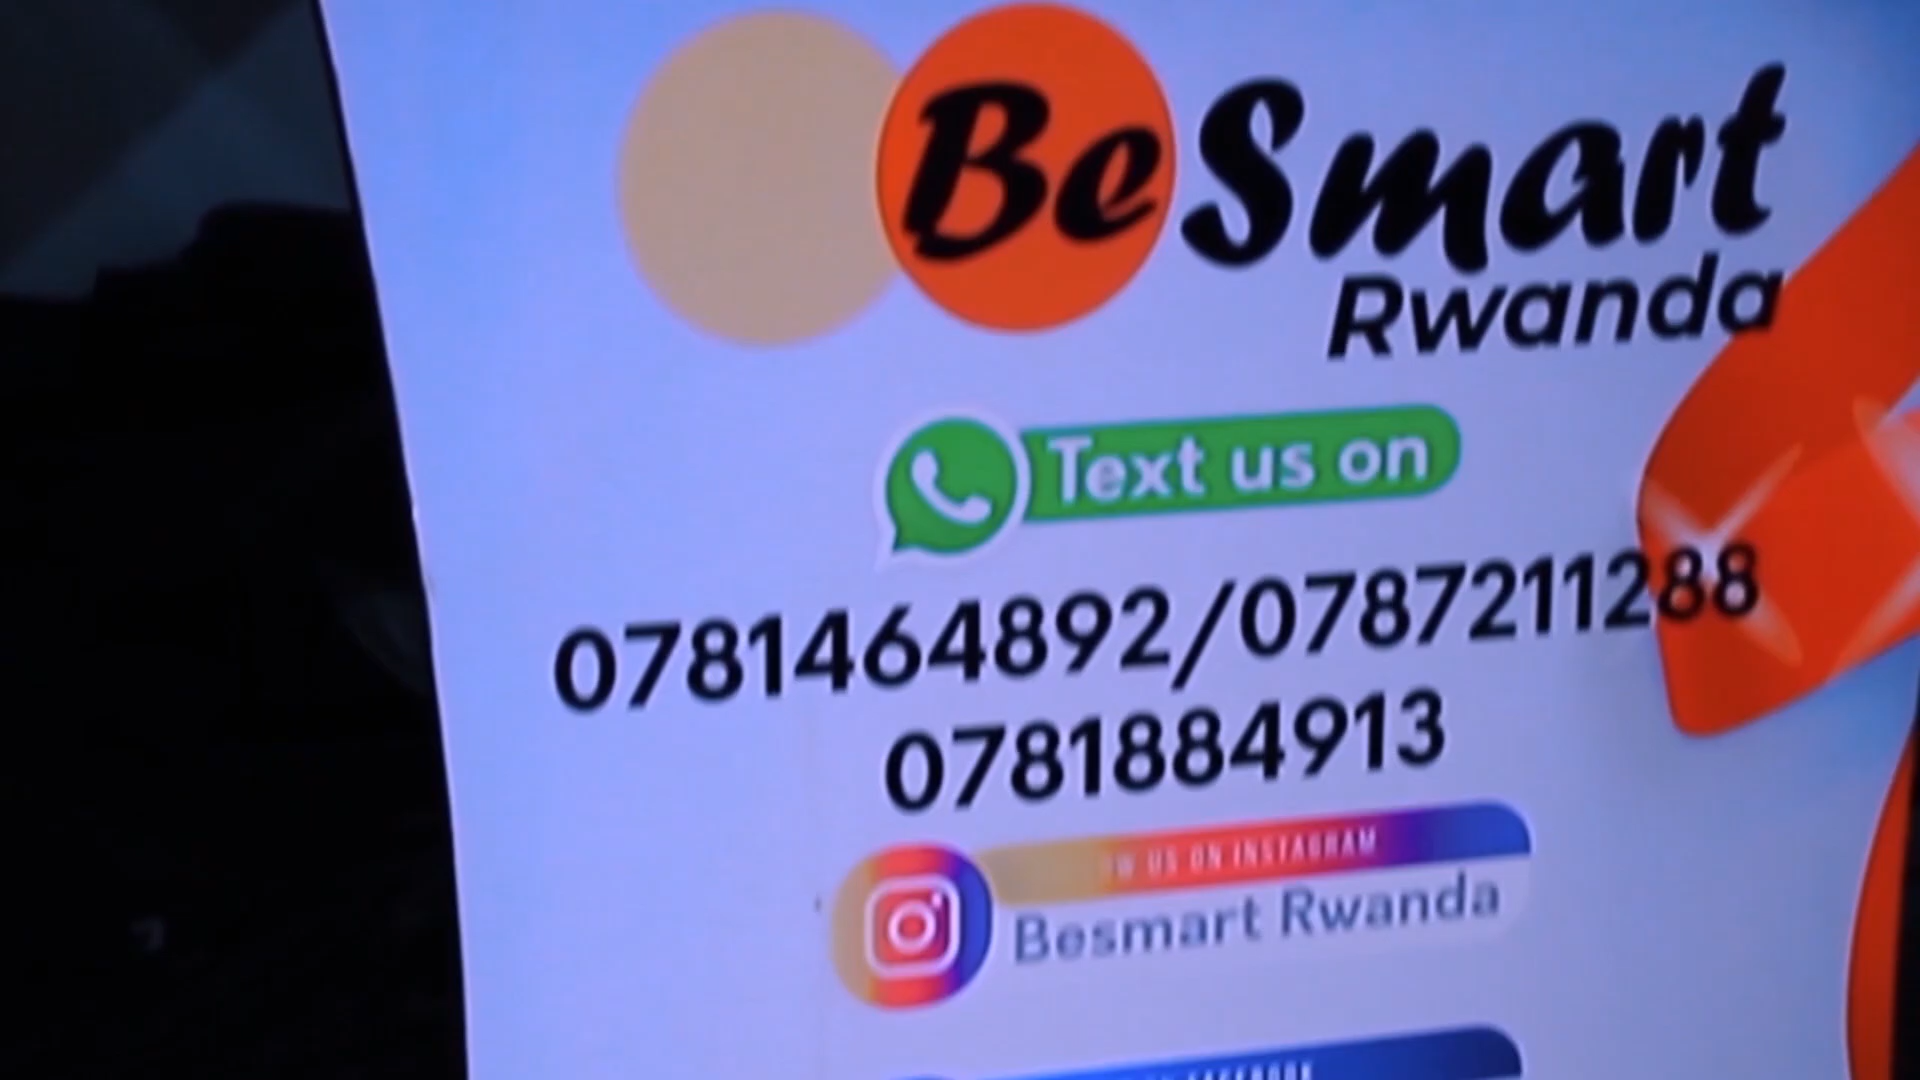 BeSmart
Rwanda
Text us on
0781464892/0787211288
0781884913
US ON INSTAGRAM
Besmart Rwanda